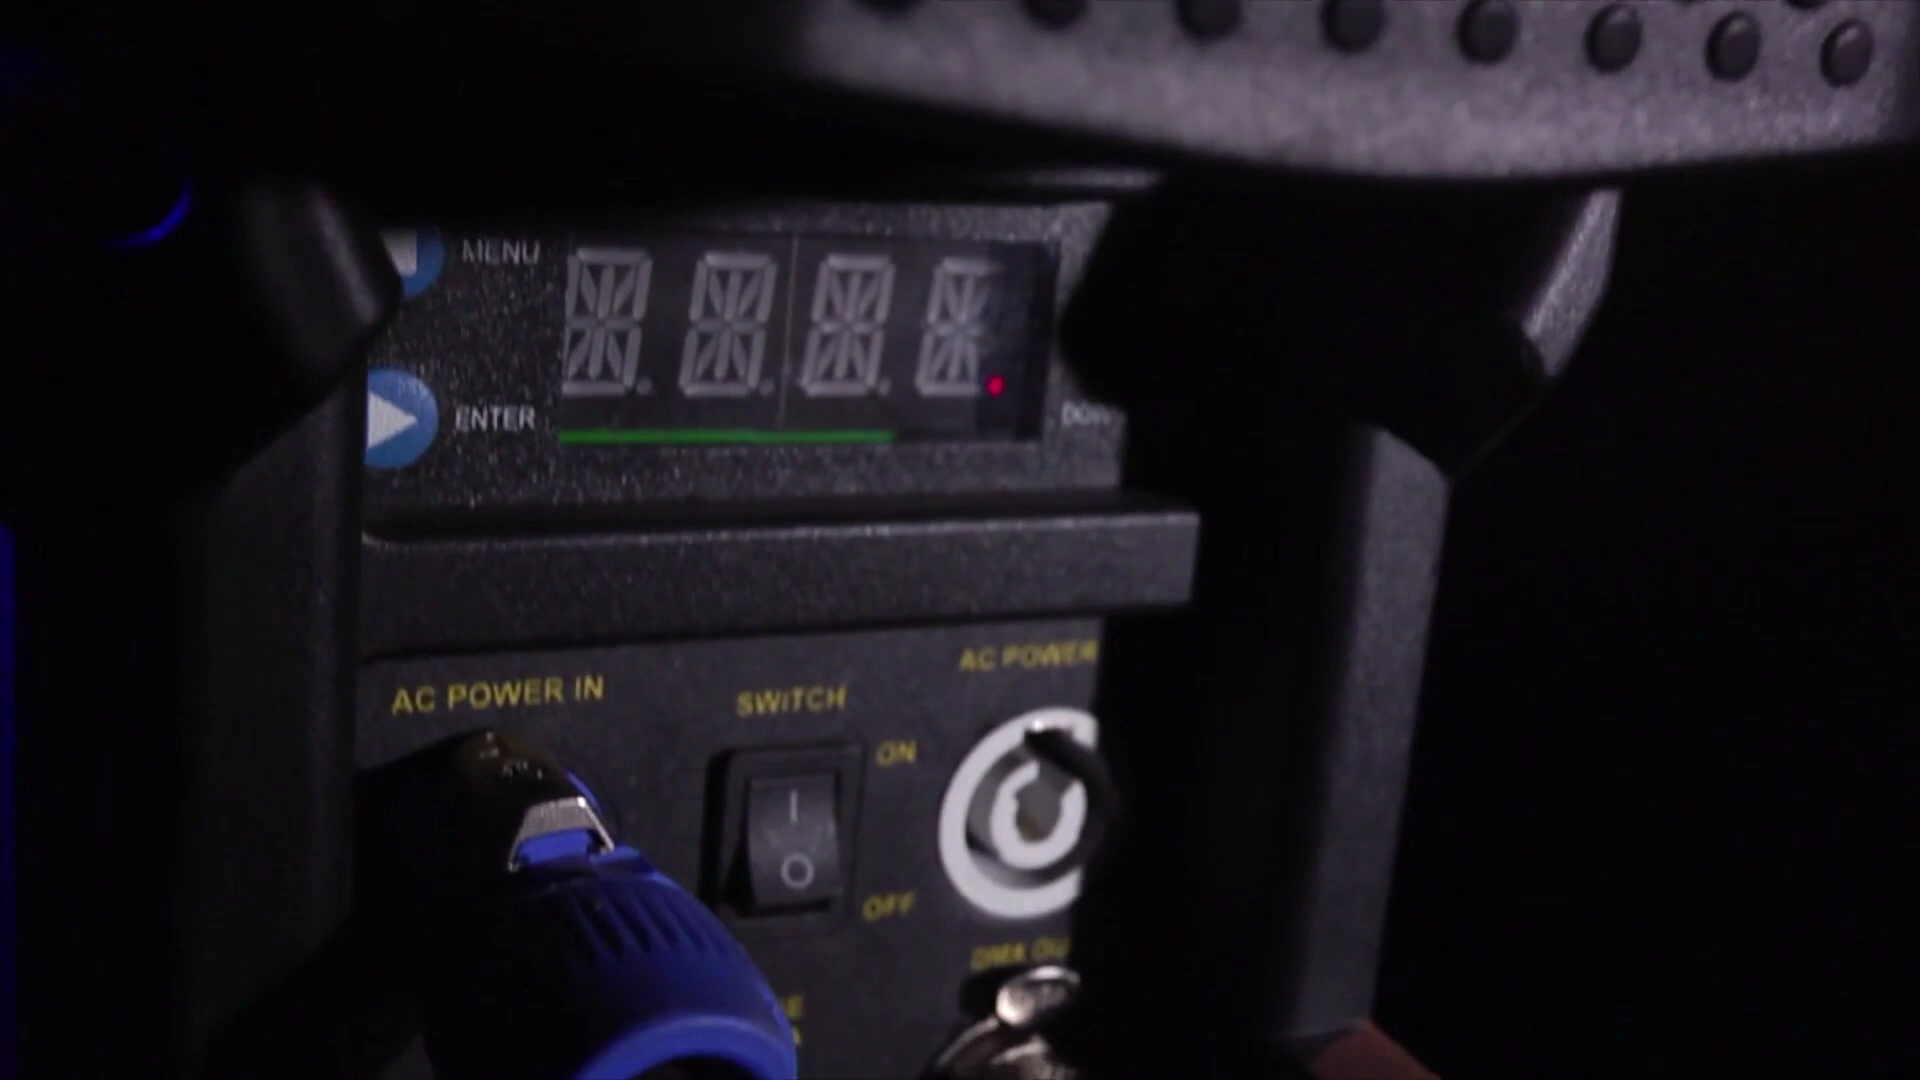 MENU
ENTER
AC POWER IN
SWITCH
AC POWER
ON
OFF